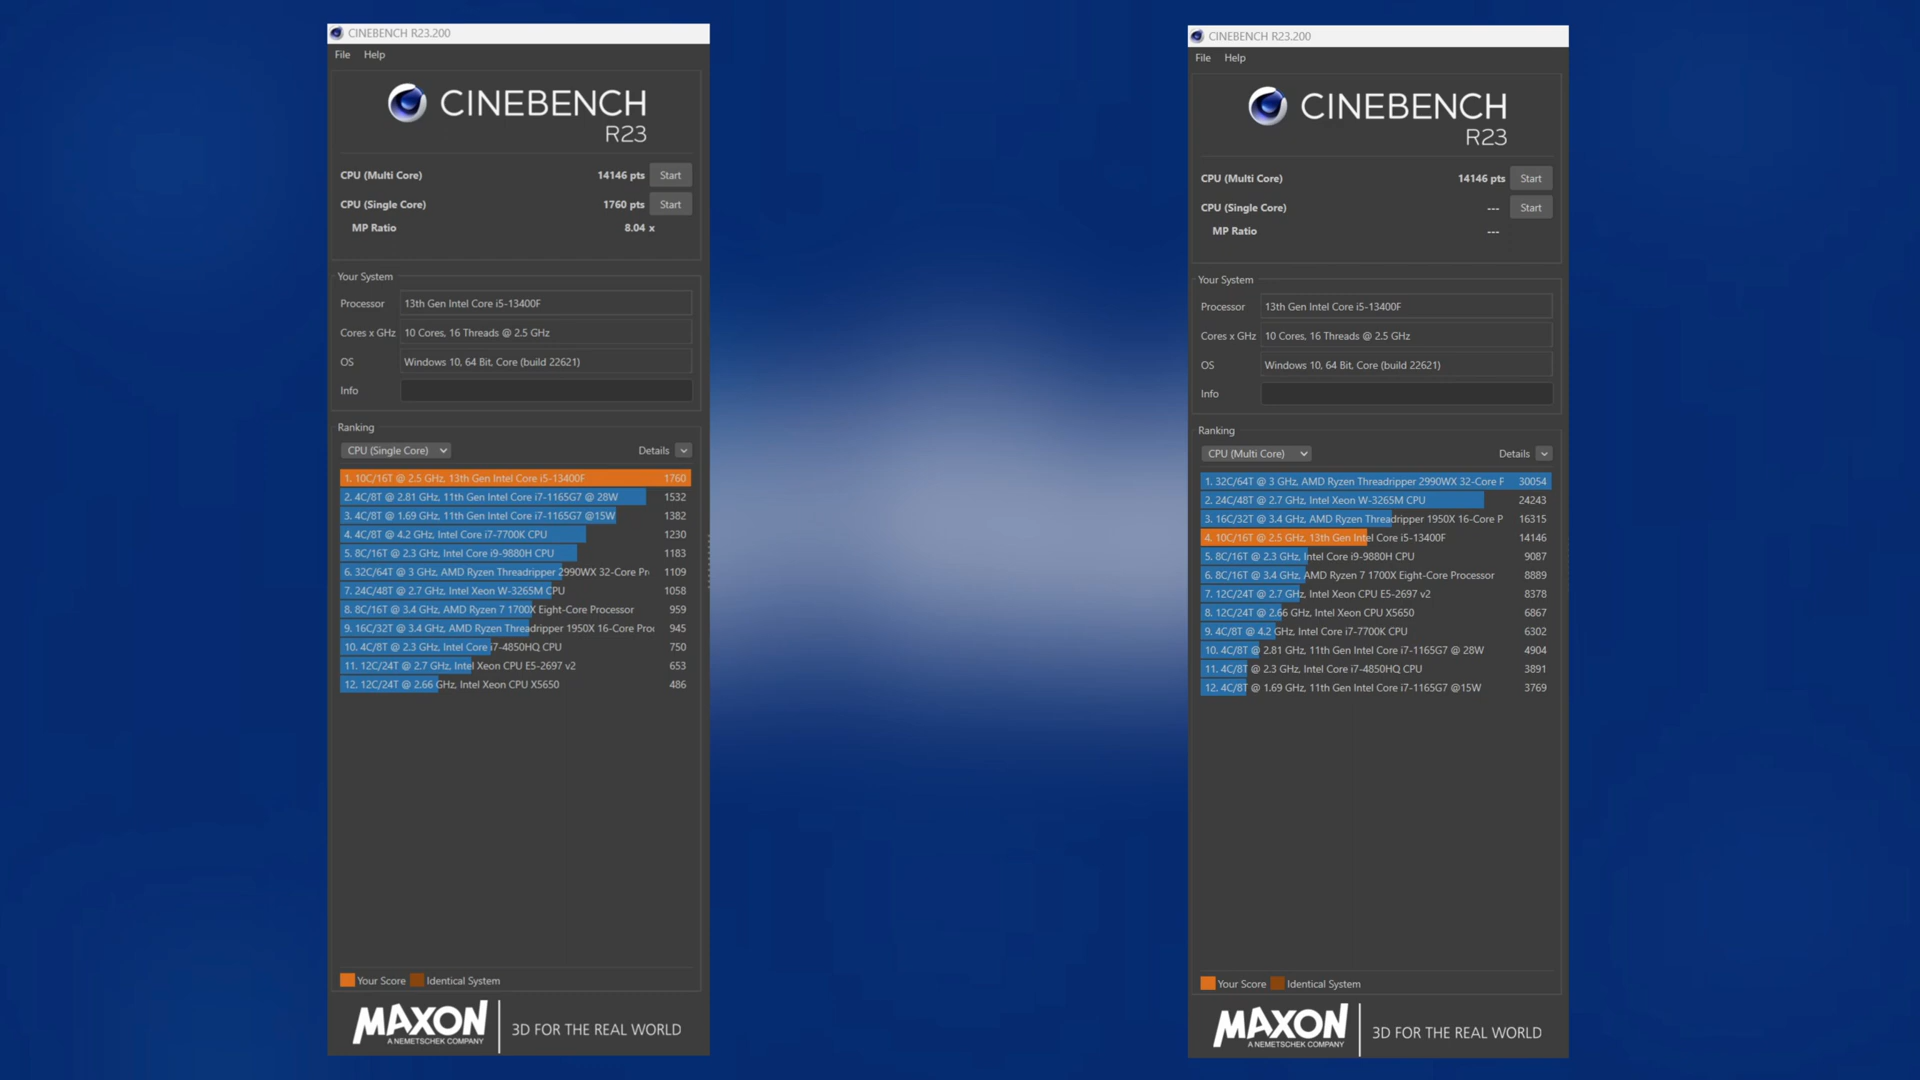 CINEBENCH R23.200
File Help
CINEBENCH
R23
CPU (Multi Core) 14146 pts Start
CPU (Single Core) 1760 pts Start
MP Ratio 8.04 x
Your System
Processor 13th Gen Intel Core i5-13400F
Cores x GHz 10 Cores, 16 Threads @ 2.5 GHz
OS Windows 10, 64 Bit, Core (build 22621)
Info
Ranking
CPU (Single Core) Details
1. 10C/16T @ 2.5 GHz, 13th Gen Intel Core i5-13400F 1760
2. 4C/8T @ 2.81 GHz, 11th Gen Intel Core i7-1165G7 @ 28W 1532
3. 4C/8T @ 1.69 GHz, 11th Gen Intel Core i7-1165G7 @15W 1382
4. 4C/8T @ 4.2 GHz, Intel Core i7-7700K CPU 1230
5. 8C/16T @ 2.3 GHz, Intel Core i9-9880H CPU 1183
6. 32C/64T @ 3 GHz, AMD Ryzen Threadripper 2990WX 32-Core Pr 1109
7. 24C/48T @ 2.7 GHz, Intel Xeon W-3265M CPU 1058
8. 8C/16T @ 3.4 GHz, AMD Ryzen 7 1700X Eight-Core Processor 959
9. 16C/32T @ 3.4 GHz, AMD Ryzen Threadripper 1950X 16-Core Proc 945
10. 4C/8T @ 2.3 GHz, Intel Core i7-4850HQ CPU 750
11. 12C/24T @ 2.7 GHz, Intel Xeon CPU E5-2697 v2 653
12. 12C/24T @ 2.66 GHz, Intel Xeon CPU X5650 486
Your Score Identical System
MAXON
A NEMETSCHEK COMPANY
3D FOR THE REAL WORLD
CINEBENCH R23.200
File Help
CINEBENCH
R23
CPU (Multi Core) 14146 pts Start
CPU (Single Core) --- Start
MP Ratio ---
Your System
Processor 13th Gen Intel Core i5-13400F
Cores x GHz 10 Cores, 16 Threads @ 2.5 GHz
OS Windows 10, 64 Bit, Core (build 22621)
Info
Ranking
CPU (Multi Core) Details
1. 32C/64T @ 3 GHz, AMD Ryzen Threadripper 2990WX 32-Core P 30054
2. 24C/48T @ 2.7 GHz, Intel Xeon W-3265M CPU 24243
3. 16C/32T @ 3.4 GHz, AMD Ryzen Threadripper 1950X 16-Core P 16315
4. 10C/16T @ 2.5 GHz, 13th Gen Intel Core i5-13400F 14146
5. 8C/16T @ 2.3 GHz, Intel Core i9-9880H CPU 9087
6. 8C/16T @ 3.4 GHz, AMD Ryzen 7 1700X Eight-Core Processor 8889
7. 12C/24T @ 2.7 GHz, Intel Xeon CPU E5-2697 v2 8378
8. 12C/24T @ 2.66 GHz, Intel Xeon CPU X5650 6867
9. 4C/8T @ 4.2 GHz, Intel Core i7-7700K CPU 6302
10. 4C/8T @ 2.81 GHz, 11th Gen Intel Core i7-1165G7 @ 28W 4904
11. 4C/8T @ 2.3 GHz, Intel Core i7-4850HQ CPU 3891
12. 4C/8T @ 1.69 GHz, 11th Gen Intel Core i7-1165G7 @15W 3769
Your Score Identical System
MAXON
A NEMETSCHEK COMPANY
3D FOR THE REAL WORLD